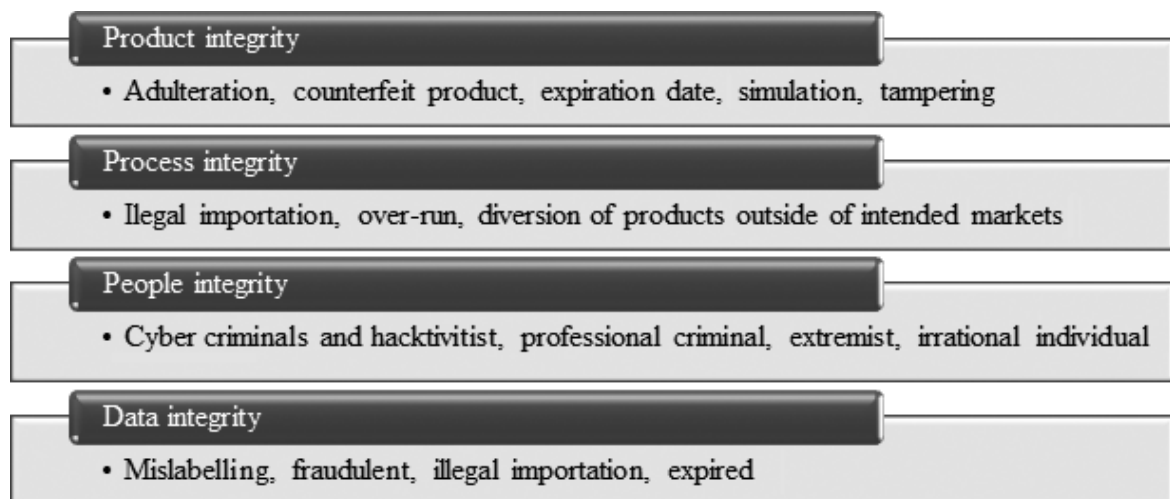 Product integrity
• Adulteration, counterfeit product, expiration date, simulation, tampering
Process integrity
• Ilegal importation, over-run, diversion of products outside of intended markets
People integrity
• Cyber criminals and hacktivitist, professional criminal, extremist, irrational individual
Data integrity
• Mislabelling, fraudulent, illegal importation, expired